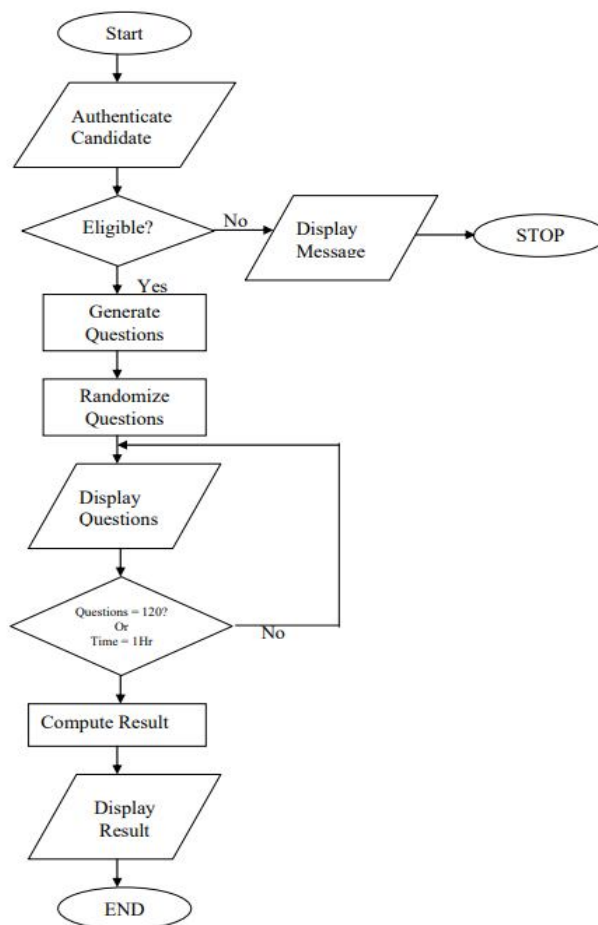 Start
Authenticate
Candidate
Eligible?
No
Display
Message
STOP
Yes
Generate
Questions
Randomize
Questions
Display
Questions
Questions = 120?
Or
Time = 1Hr
No
Compute Result
Display
Result
END